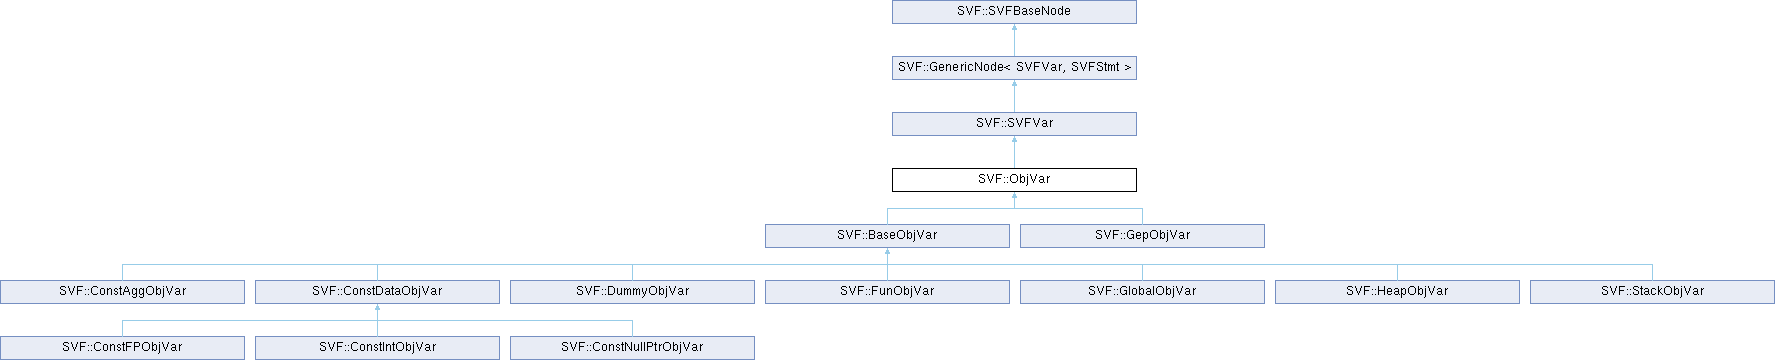 SVF::SVFBaseNode
SVF::GenericNode< SVFVar, SVFStmt >
SVF::SVFVar
SVF::ObjVar
SVF::BaseObjVar
SVF::GepObjVar
SVF::ConstAggObjVar
SVF::ConstDataObjVar
SVF::DummyObjVar
SVF::FunObjVar
SVF::GlobalObjVar
SVF::HeapObjVar
SVF::StackObjVar
SVF::ConstFPObjVar
SVF::ConstIntObjVar
SVF::ConstNullPtrObjVar